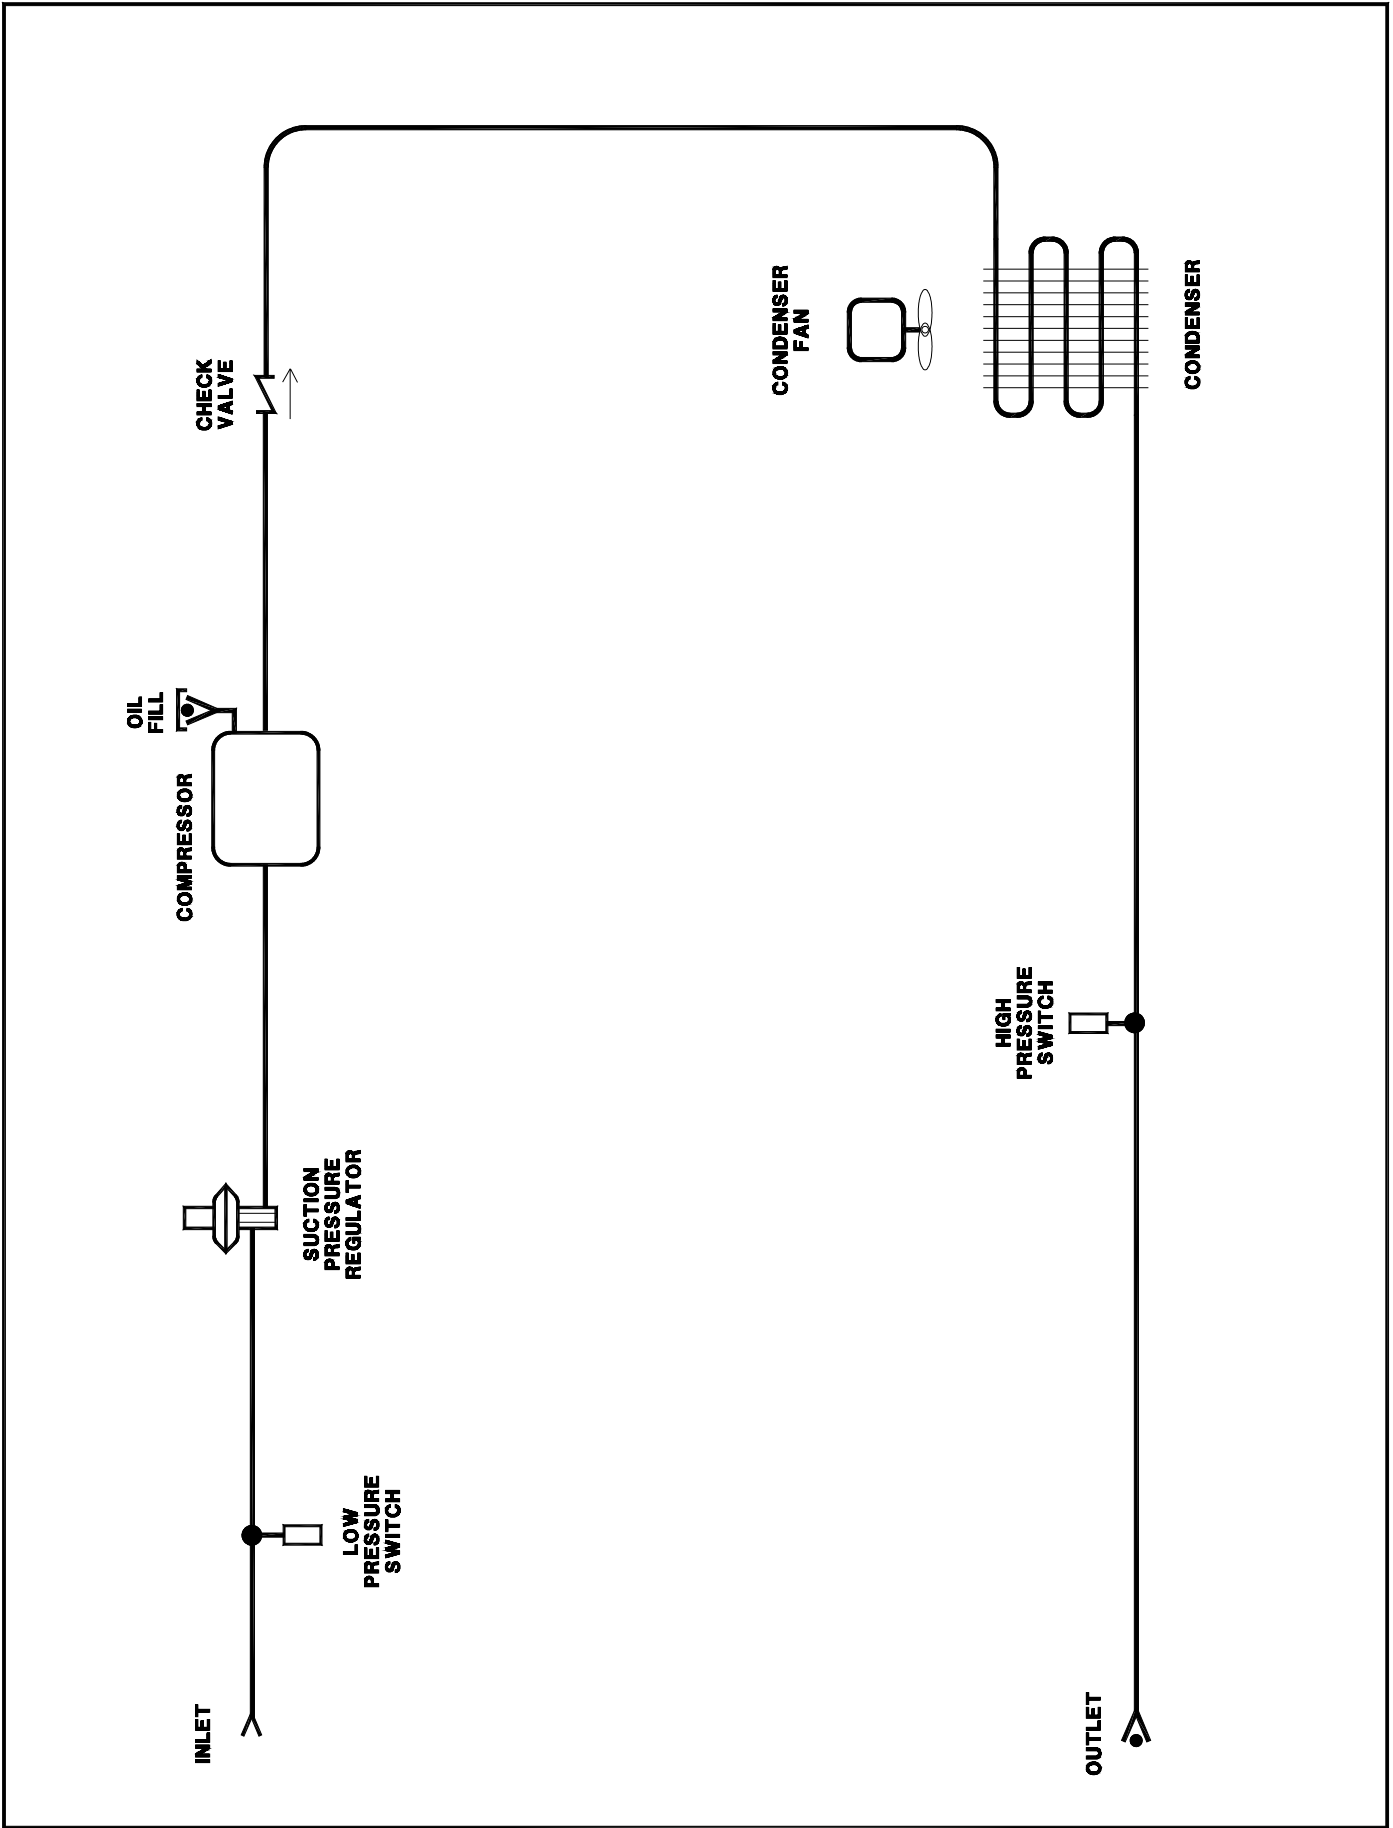 INLET
LOW
PRESSURE
SWITCH
SUCTION
PRESSURE
REGULATOR
COMPRESSOR
OIL
FILL
CHECK
VALVE
CONDENSER
FAN
CONDENSER
HIGH
PRESSURE
SWITCH
OUTLET